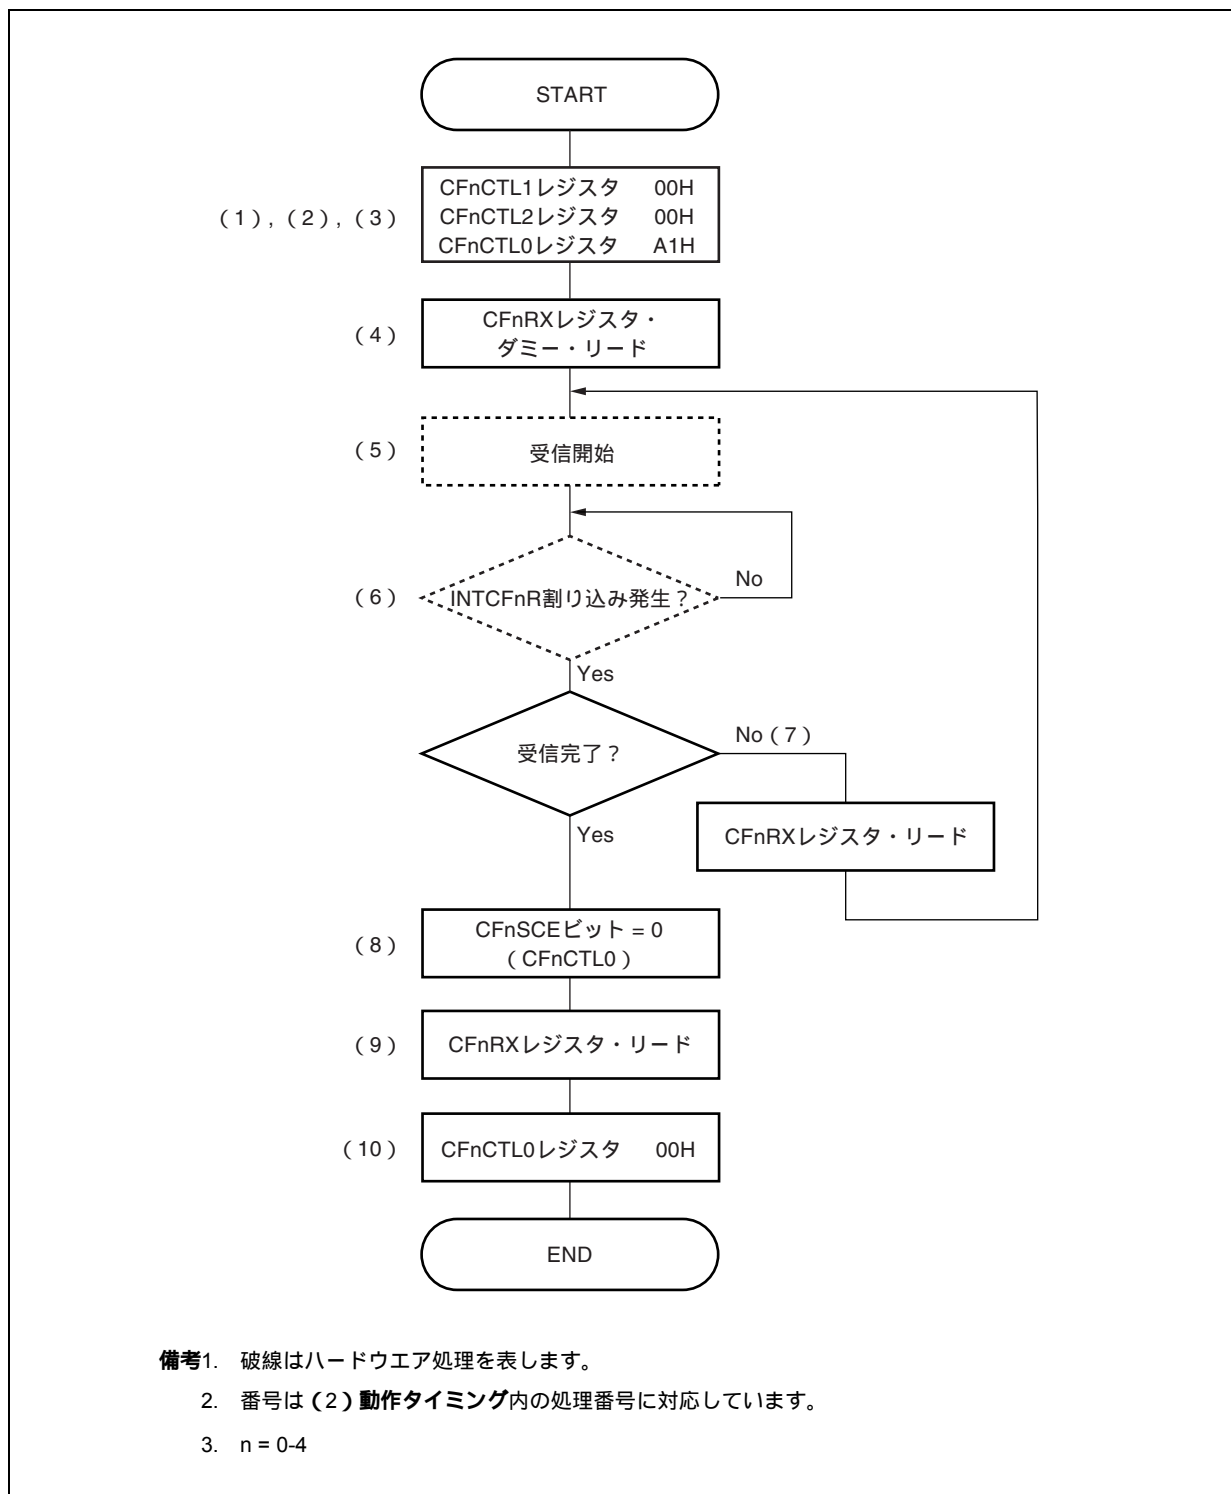 START
(1), (2), (3)
CFnCTL1レジスタ 00H
CFnCTL2レジスタ 00H
CFnCTL0レジスタ A1H
(4)
CFnRXレジスタ・
ダミー・リード
(5)
受信開始
(6)
INTCFnR割り込み発生?
No
Yes
受信完了?
No(7)
CFnRXレジスタ・リード
Yes
(8)
CFnSCEビット = 0
(CFnCTL0)
(9)
CFnRXレジスタ・リード
(10)
CFnCTL0レジスタ 00H
END
備考1. 破線はハードウエア処理を表します。
2. 番号は(2)動作タイミング内の処理番号に対応しています。
3. n = 0-4